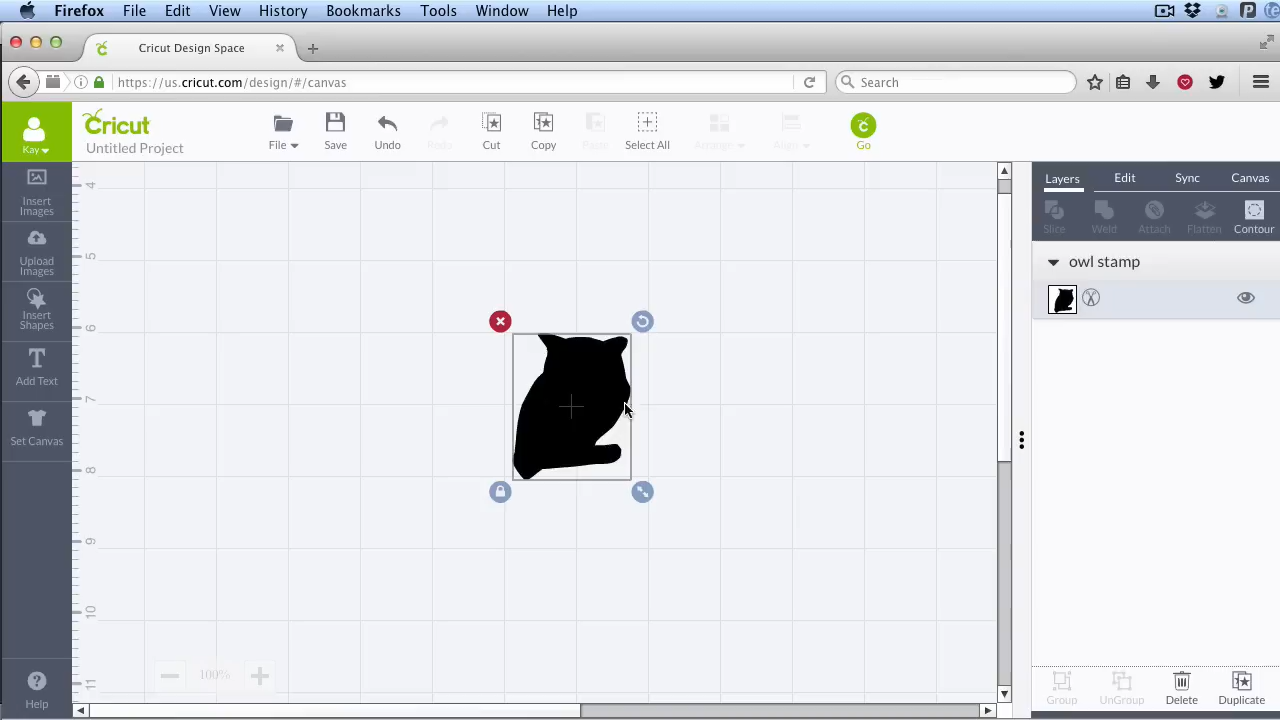 Firefox File Edit View History Bookmarks Tools Window Help
Cricut Design Space
https://us.cricut.com/design/#/canvas
Search
Kay
Cricut
Untitled Project
File
Save
Undo
Redo
Cut
Copy
Paste
Select All
Arrange
Align
Go
Insert
Images
Upload
Images
Insert
Shapes
Add Text
Set Canvas
Help
4
5
6
7
8
9
10
11
100%
Layers Edit Sync Canvas
Slice Weld Attach Flatten Contour
owl stamp
Group UnGroup Delete Duplicate